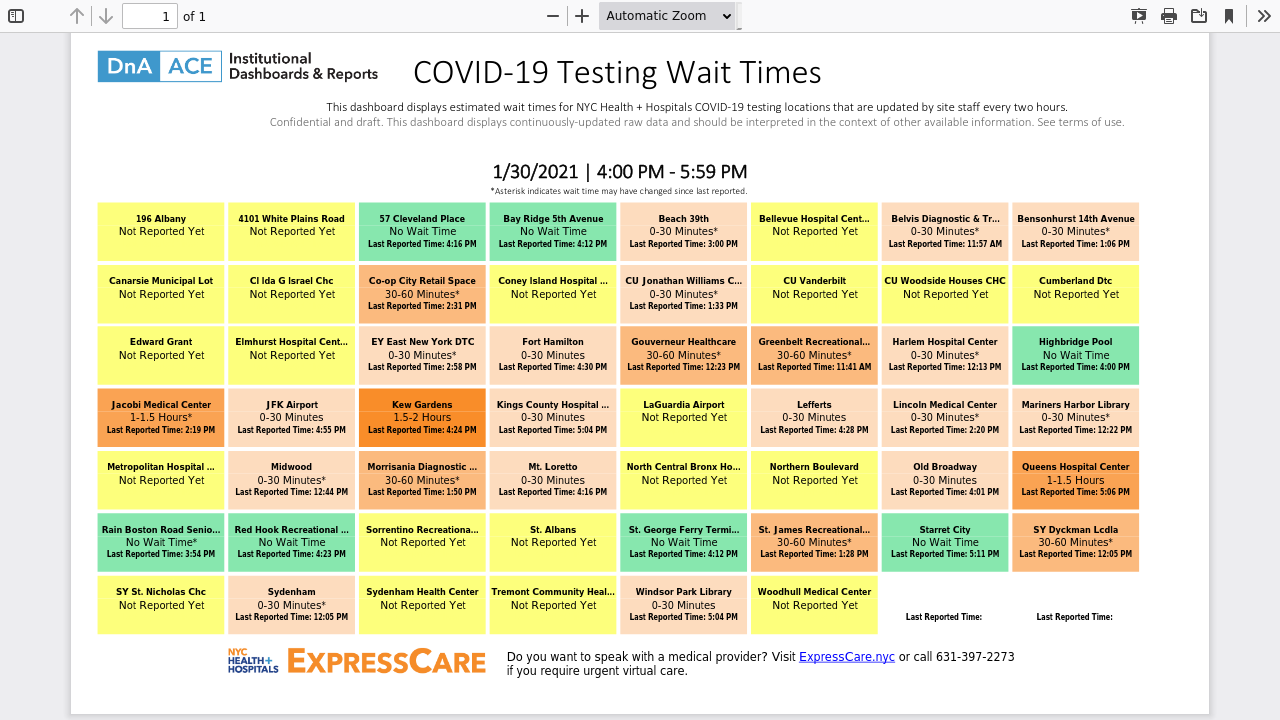 1
of 1
Automatic Zoom
DnA ACE Institutional
Dashboards & Reports
COVID-19 Testing Wait Times
This dashboard displays estimated wait times for NYC Health + Hospitals COVID-19 testing locations that are updated by site staff every two hours.
Confidential and draft. This dashboard displays continuously-updated raw data and should be interpreted in the context of other available information. See terms of use.
1/30/2021 | 4:00 PM - 5:59 PM
*Asterisk indicates wait time may have changed since last reported.
196 Albany
Not Reported Yet
4101 White Plains Road
Not Reported Yet
57 Cleveland Place
No Wait Time
Last Reported Time: 4:16 PM
Bay Ridge 5th Avenue
No Wait Time
Last Reported Time: 4:12 PM
Beach 39th
0-30 Minutes*
Last Reported Time: 3:00 PM
Bellevue Hospital Cent...
Not Reported Yet
Belvis Diagnostic & Tr...
0-30 Minutes*
Last Reported Time: 11:57 AM
Bensonhurst 14th Avenue
0-30 Minutes*
Last Reported Time: 1:06 PM
Canarsie Municipal Lot
Not Reported Yet
CI Ida G Israel Chc
Not Reported Yet
Co-op City Retail Space
30-60 Minutes*
Last Reported Time: 2:31 PM
Coney Island Hospital ...
Not Reported Yet
CU Jonathan Williams C...
0-30 Minutes*
Last Reported Time: 1:33 PM
CU Vanderbilt
Not Reported Yet
CU Woodside Houses CHC
Not Reported Yet
Cumberland Dtc
Not Reported Yet
Edward Grant
Not Reported Yet
Elmhurst Hospital Cent...
Not Reported Yet
EY East New York DTC
0-30 Minutes*
Last Reported Time: 2:58 PM
Fort Hamilton
0-30 Minutes
Last Reported Time: 4:30 PM
Gouverneur Healthcare
30-60 Minutes*
Last Reported Time: 12:23 PM
Greenbelt Recreational...
30-60 Minutes*
Last Reported Time: 11:41 AM
Harlem Hospital Center
0-30 Minutes*
Last Reported Time: 12:13 PM
Highbridge Pool
No Wait Time
Last Reported Time: 4:00 PM
Jacobi Medical Center
1-1.5 Hours*
Last Reported Time: 2:19 PM
JFK Airport
0-30 Minutes
Last Reported Time: 4:55 PM
Kew Gardens
1.5-2 Hours
Last Reported Time: 4:24 PM
Kings County Hospital ...
0-30 Minutes
Last Reported Time: 5:04 PM
LaGuardia Airport
Not Reported Yet
Lefferts
0-30 Minutes
Last Reported Time: 4:28 PM
Lincoln Medical Center
0-30 Minutes*
Last Reported Time: 2:20 PM
Mariners Harbor Library
0-30 Minutes*
Last Reported Time: 12:22 PM
Metropolitan Hospital ...
Not Reported Yet
Midwood
0-30 Minutes*
Last Reported Time: 12:44 PM
Morrisania Diagnostic ...
30-60 Minutes*
Last Reported Time: 1:50 PM
Mt. Loretto
0-30 Minutes
Last Reported Time: 4:16 PM
North Central Bronx Ho...
Not Reported Yet
Northern Boulevard
Not Reported Yet
Old Broadway
0-30 Minutes
Last Reported Time: 4:01 PM
Queens Hospital Center
1-1.5 Hours
Last Reported Time: 5:06 PM
Rain Boston Road Senio...
No Wait Time*
Last Reported Time: 3:54 PM
Red Hook Recreational ...
No Wait Time
Last Reported Time: 4:23 PM
Sorrentino Recreationa...
Not Reported Yet
St. Albans
Not Reported Yet
St. George Ferry Termi...
No Wait Time
Last Reported Time: 4:12 PM
St. James Recreational...
30-60 Minutes*
Last Reported Time: 1:28 PM
Starret City
No Wait Time
Last Reported Time: 5:11 PM
SY Dyckman Lcdla
30-60 Minutes*
Last Reported Time: 12:05 PM
SY St. Nicholas Chc
Not Reported Yet
Sydenham
0-30 Minutes*
Last Reported Time: 12:05 PM
Sydenham Health Center
Not Reported Yet
Tremont Community Heal...
Not Reported Yet
Windsor Park Library
0-30 Minutes
Last Reported Time: 5:04 PM
Woodhull Medical Center
Not Reported Yet
Last Reported Time:
Last Reported Time:
NYC
HEALTH+
HOSPITALS
EXPRESSCARE
Do you want to speak with a medical provider? Visit ExpressCare.nyc or call 631-397-2273
if you require urgent virtual care.